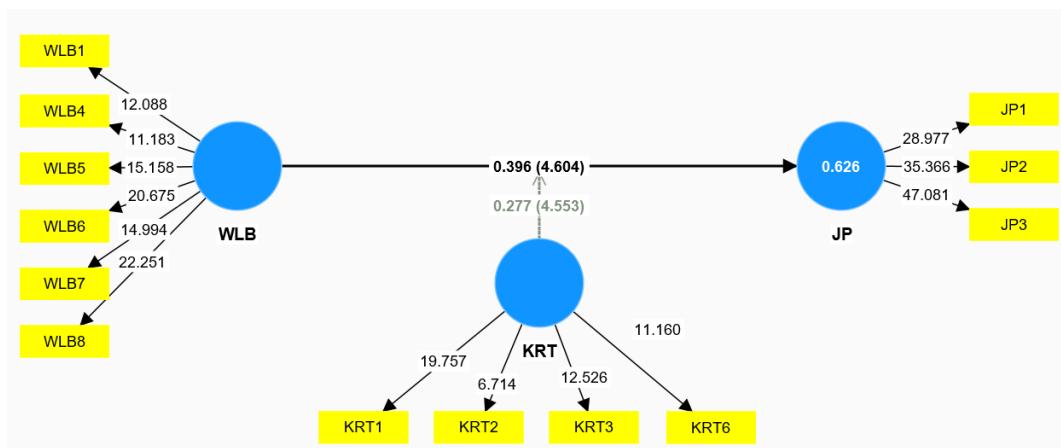 WLB1
12.088
WLB4
11.183
WLB5
15.158
WLB6
20.675
WLB7
14.994
WLB8
22.251
WLB
0.396 (4.604)
0.277 (4.553)
KRT
19.757
6.714
12.526
11.160
KRT1
KRT2
KRT3
KRT6
0.626
JP
28.977
JP1
35.366
JP2
47.081
JP3